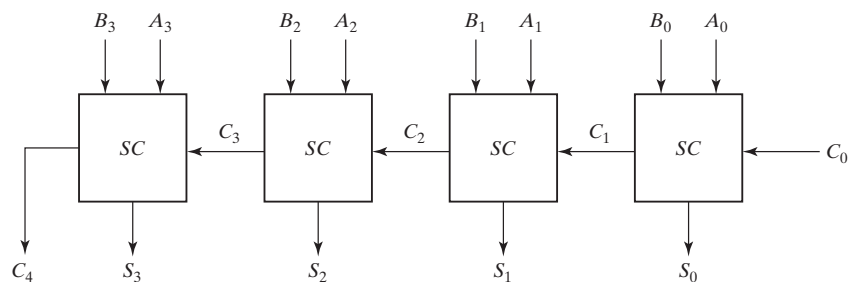 B3 A3 B2 A2 B1 A1 B0 A0
SC C3 SC C2 SC C1 SC C0
C4 S3 S2 S1 S0